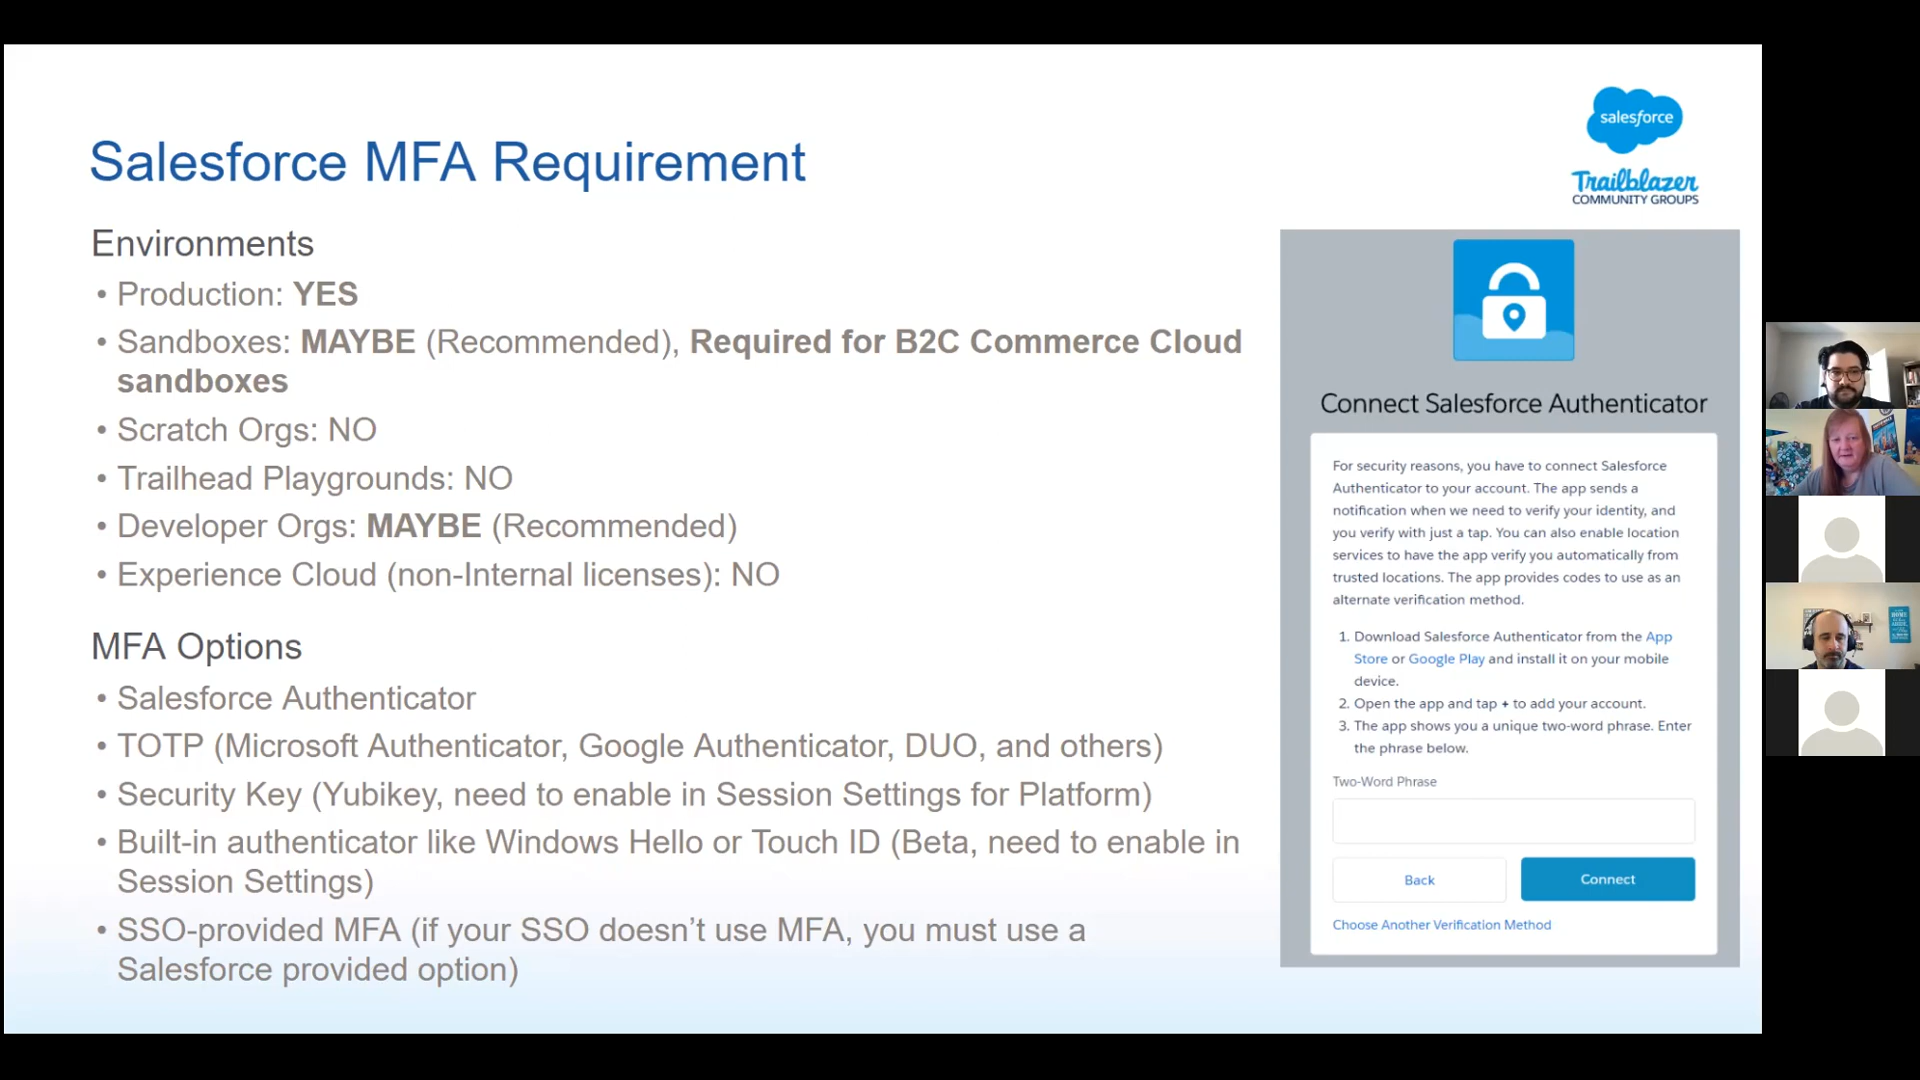 salesforce
Trailblazer
COMMUNITY GROUPS
Salesforce MFA Requirement
Environments
• Production: YES
• Sandboxes: MAYBE (Recommended), Required for B2C Commerce Cloud
sandboxes
• Scratch Orgs: NO
• Trailhead Playgrounds: NO
• Developer Orgs: MAYBE (Recommended)
• Experience Cloud (non-Internal licenses): NO
MFA Options
• Salesforce Authenticator
• TOTP (Microsoft Authenticator, Google Authenticator, DUO, and others)
• Security Key (Yubikey, need to enable in Session Settings for Platform)
• Built-in authenticator like Windows Hello or Touch ID (Beta, need to enable in
Session Settings)
• SSO-provided MFA (if your SSO doesn’t use MFA, you must use a
Salesforce provided option)
Connect Salesforce Authenticator
For security reasons, you have to connect Salesforce
Authenticator to your account. The app sends a
notification when we need to verify your identity, and
you verify with just a tap. You can also enable location
services to have the app verify you automatically from
trusted locations. The app provides codes to use as an
alternate verification method.
1. Download Salesforce Authenticator from the App
Store or Google Play and install it on your mobile
device.
2. Open the app and tap + to add your account.
3. The app shows you a unique two-word phrase. Enter
the phrase below.
Two-Word Phrase
Back
Connect
Choose Another Verification Method